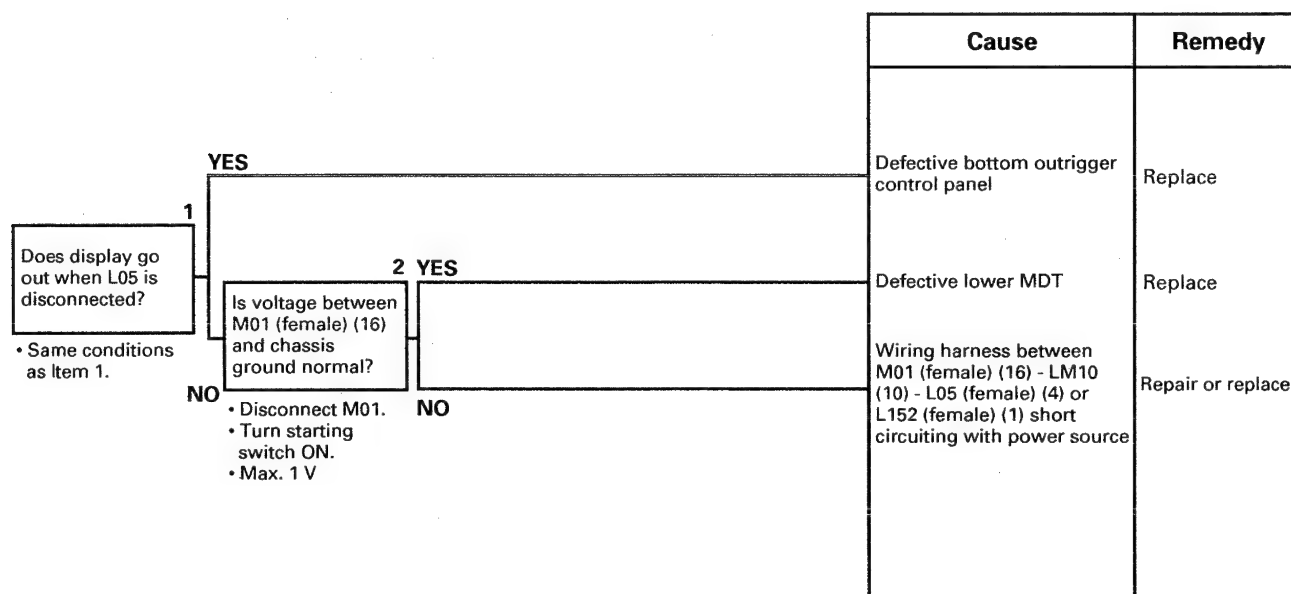 Cause
Remedy
YES
Defective bottom outrigger
control panel
Replace
1
Does display go
out when L05 is
disconnected?
• Same conditions
as Item 1.
2
YES
Defective lower MDT
Replace
Is voltage between
M01 (female) (16)
and chassis
ground normal?
NO
• Disconnect M01.
• Turn starting
switch ON.
• Max. 1 V
NO
Wiring harness between
M01 (female) (16) - LM10
(10) - L05 (female) (4) or
L152 (female) (1) short
circuiting with power source
Repair or replace